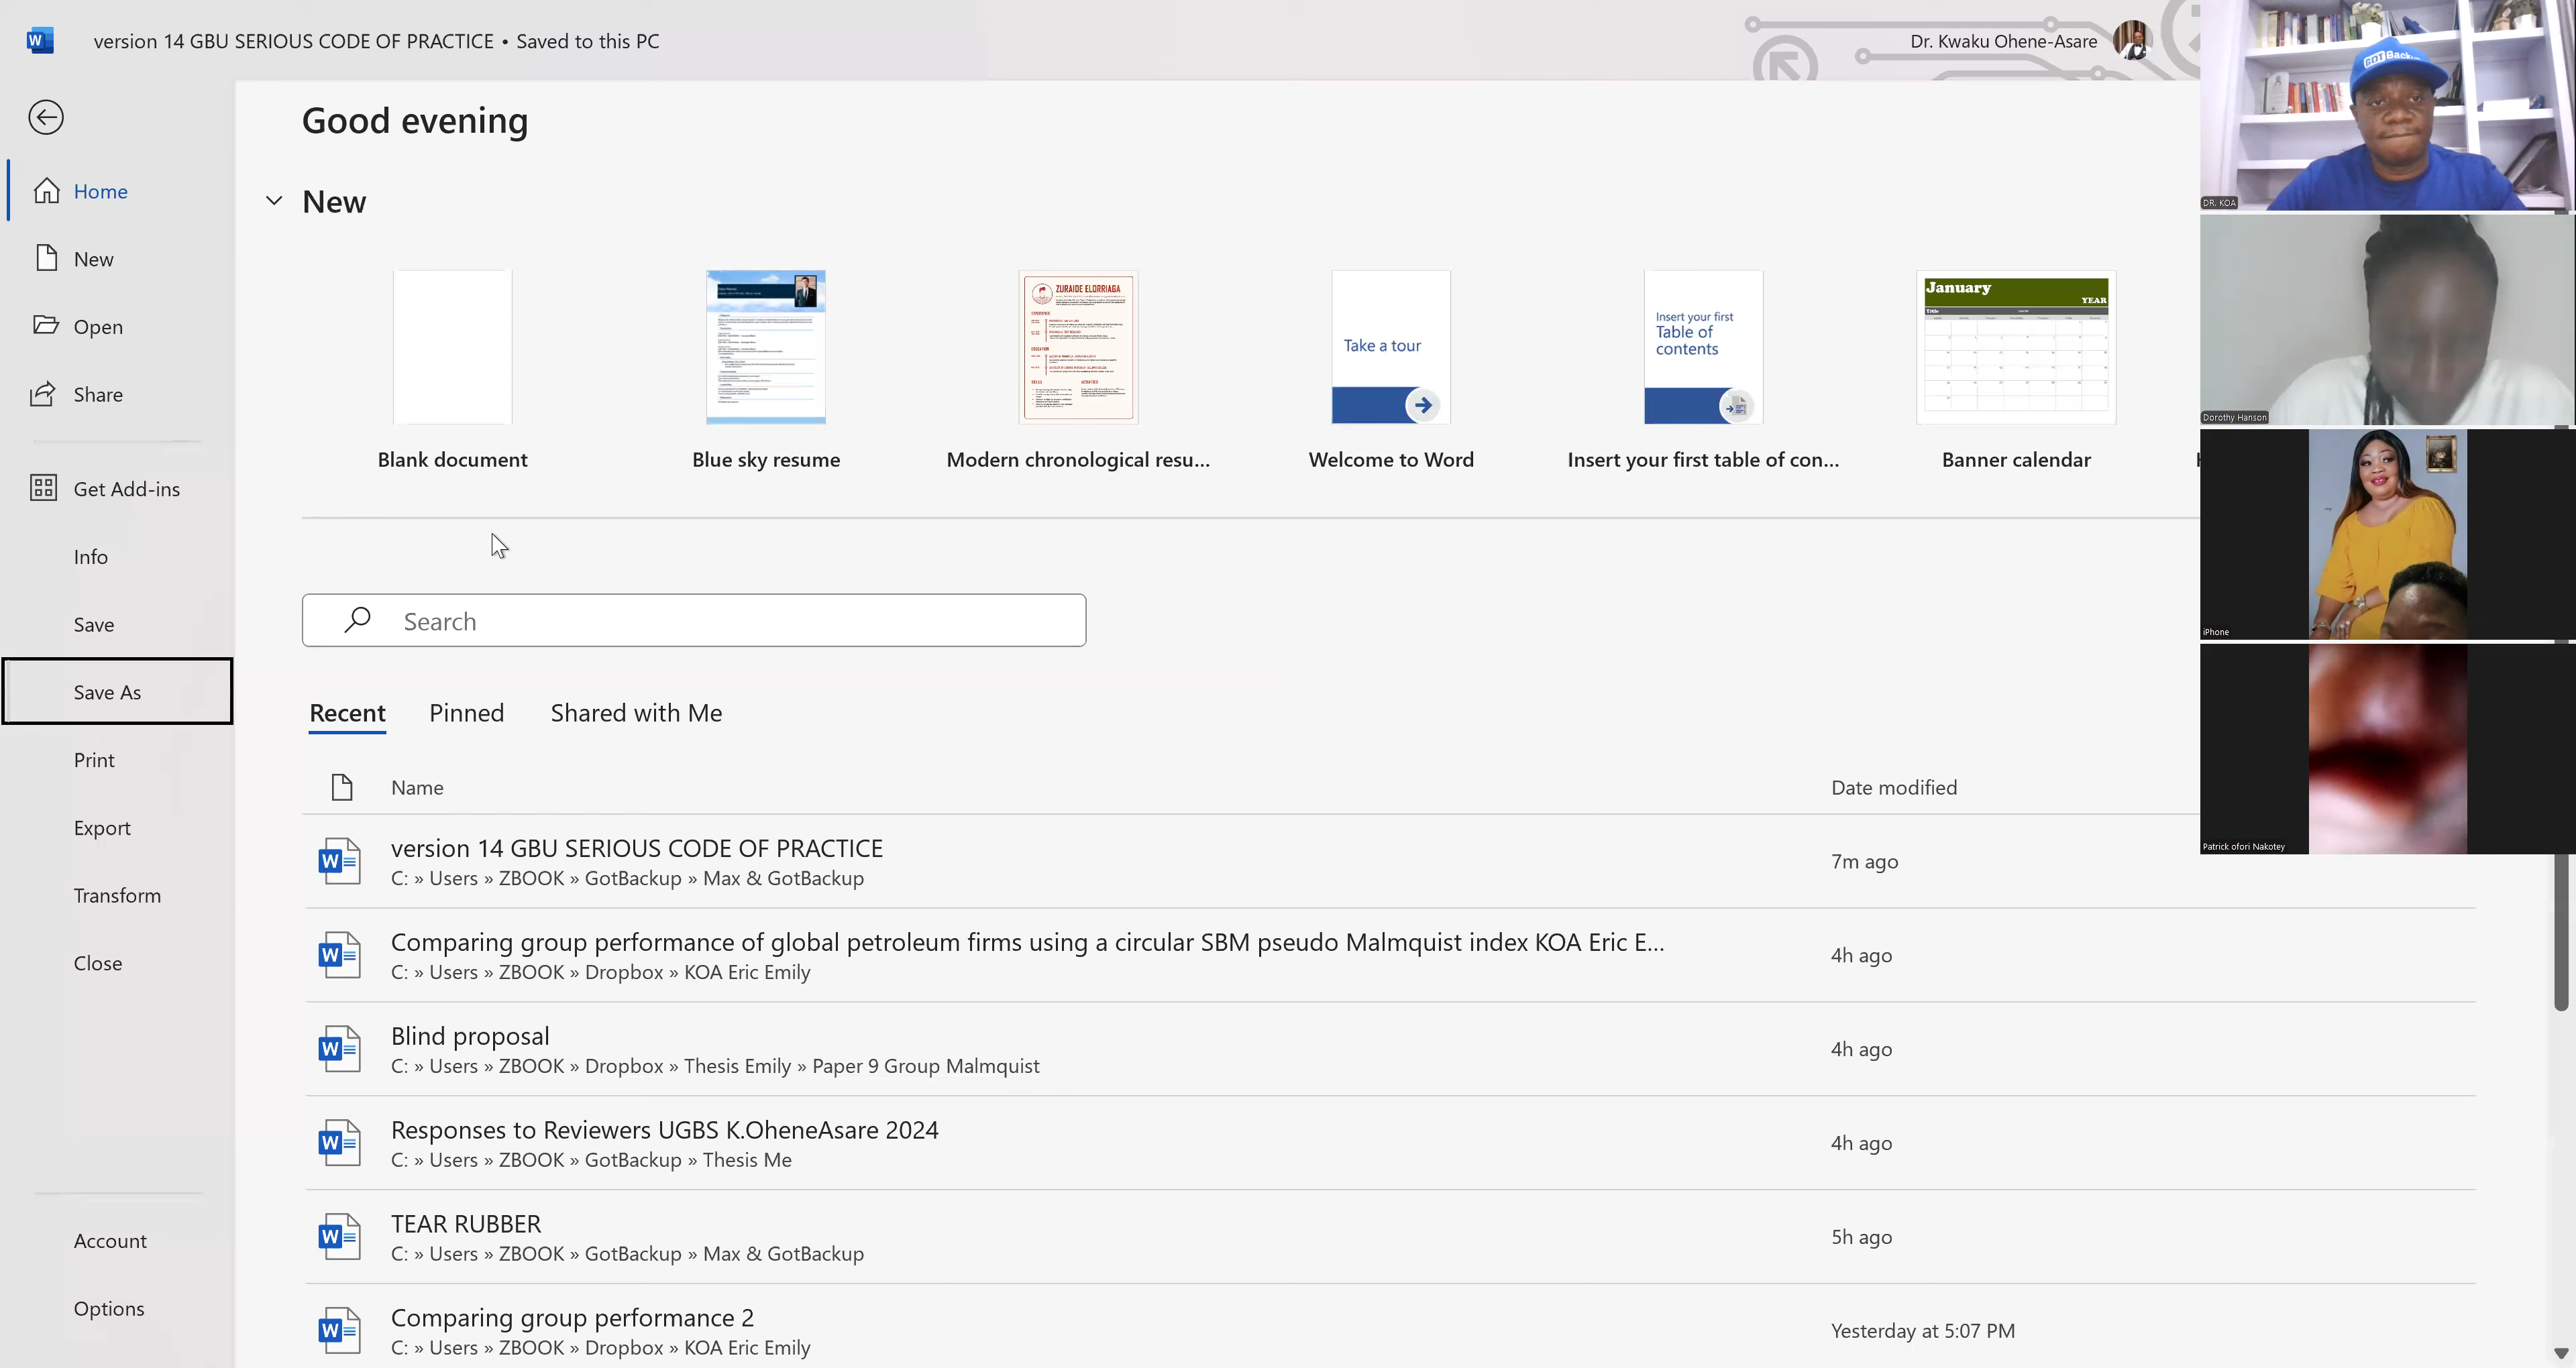 version 14 GBU SERIOUS CODE OF PRACTICE • Saved to this PC
Dr. Kwaku Ohene-Asare
Home
New
Open
Share
Get Add-ins
Info
Save
Save As
Print
Export
Transform
Close
Account
Options
Good evening
New
January
YEAR
Title
ZURAIDE ELORRIAGA
EXPERIENCE
EDUCATION
SKILLS
ACTIVITIES
Take a tour
Insert your first
Table of
contents
Blank document
Blue sky resume
Modern chronological resu...
Welcome to Word
Insert your first table of con...
Banner calendar
Search
Recent
Pinned
Shared with Me
Name
Date modified
version 14 GBU SERIOUS CODE OF PRACTICE
C: » Users » ZBOOK » GotBackup » Max & GotBackup
7m ago
Comparing group performance of global petroleum firms using a circular SBM pseudo Malmquist index KOA Eric E...
C: » Users » ZBOOK » Dropbox » KOA Eric Emily
4h ago
Blind proposal
C: » Users » ZBOOK » Dropbox » Thesis Emily » Paper 9 Group Malmquist
4h ago
Responses to Reviewers UGBS K.OheneAsare 2024
C: » Users » ZBOOK » GotBackup » Thesis Me
4h ago
TEAR RUBBER
C: » Users » ZBOOK » GotBackup » Max & GotBackup
5h ago
Comparing group performance 2
C: » Users » ZBOOK » Dropbox » KOA Eric Emily
Yesterday at 5:07 PM
DR. KOA
Dorothy Hanson
iPhone
Patrick ofori Nakotey